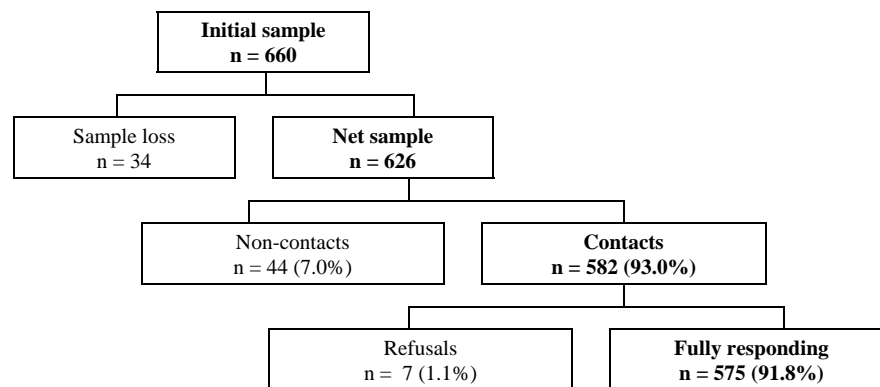 Initial sample
n = 660
Sample loss
n = 34
Net sample
n = 626
Non-contacts
n = 44 (7.0%)
Contacts
n = 582 (93.0%)
Refusals
n =  7 (1.1%)
Fully responding
n = 575 (91.8%)